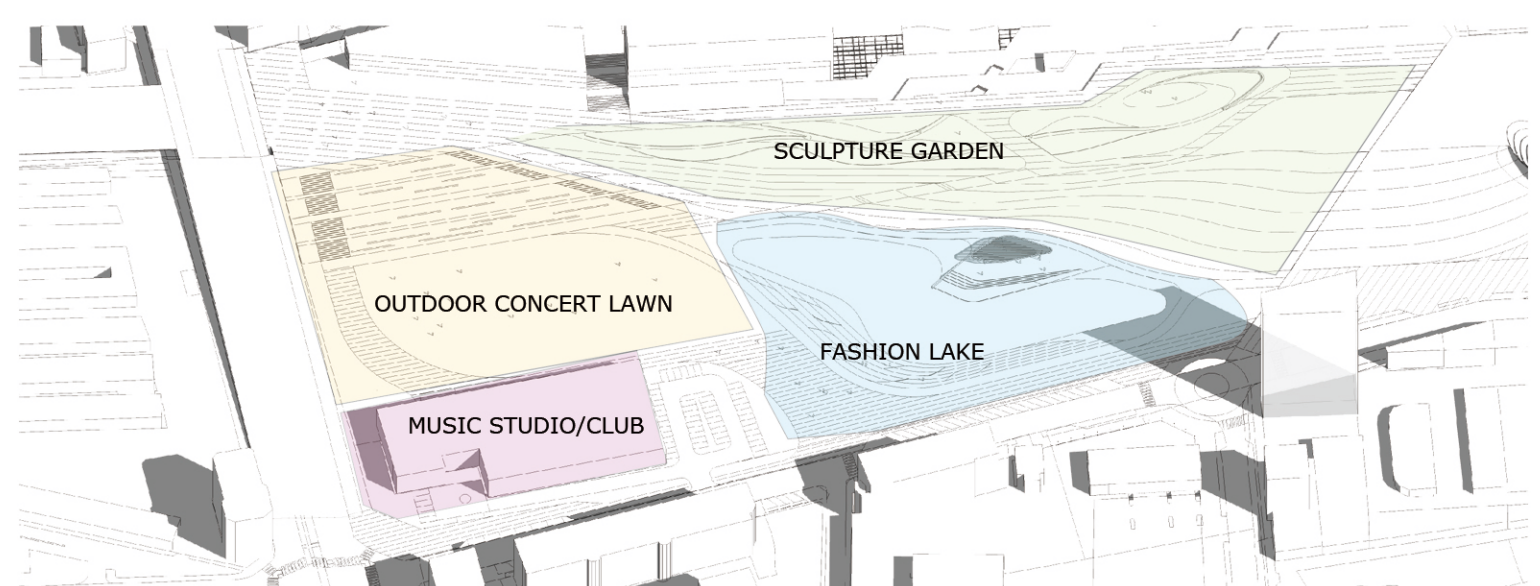 SCULPTURE GARDEN
OUTDOOR CONCERT LAWN
FASHION LAKE
MUSIC STUDIO/CLUB